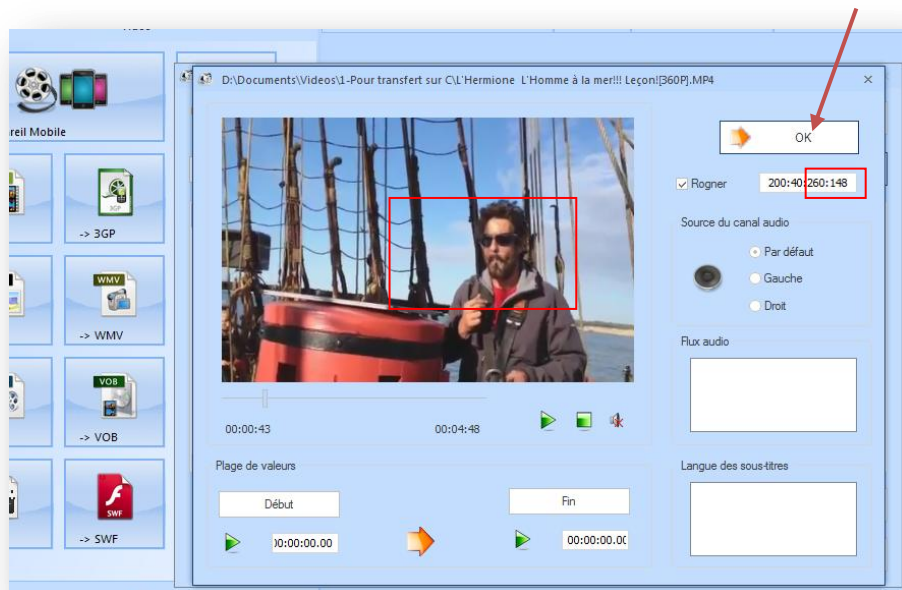 D:\Documents\Videos\1-Pour transfert sur C\L'Hermione L'Homme à la mer!!! Leçon![360P].MP4
OK
reil Mobile
Rogner 200:40:260:148
3GP
-> 3GP
Source du canal audio
Par défaut
Gauche
Droit
WMV
-> WMV
Flux audio
VOB
-> VOB
00:00:43 00:04:48
Plage de valeurs
Langue des sous-titres
Début
Fin
SWF
-> SWF
00:00:00.00
00:00:00.0